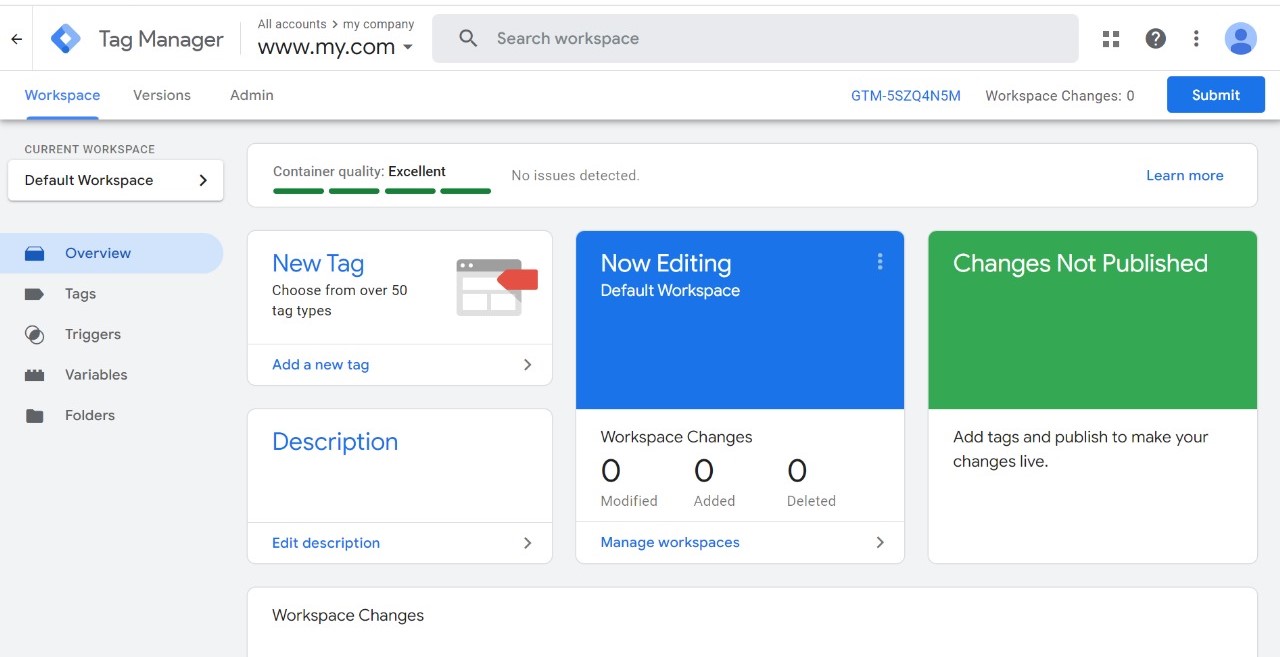 Tag Manager
All accounts > my company
www.my.com
Search workspace
Workspace
Versions
Admin
GTM-5SZQ4N5M
Workspace Changes: 0
Submit
CURRENT WORKSPACE
Default Workspace
Overview
Tags
Triggers
Variables
Folders
Container quality: Excellent
No issues detected.
Learn more
New Tag
Choose from over 50
tag types
Add a new tag
Description
Edit description
Now Editing
Default Workspace
Workspace Changes
0 0 0
Modified Added Deleted
Manage workspaces
Changes Not Published
Add tags and publish to make your
changes live.
Workspace Changes